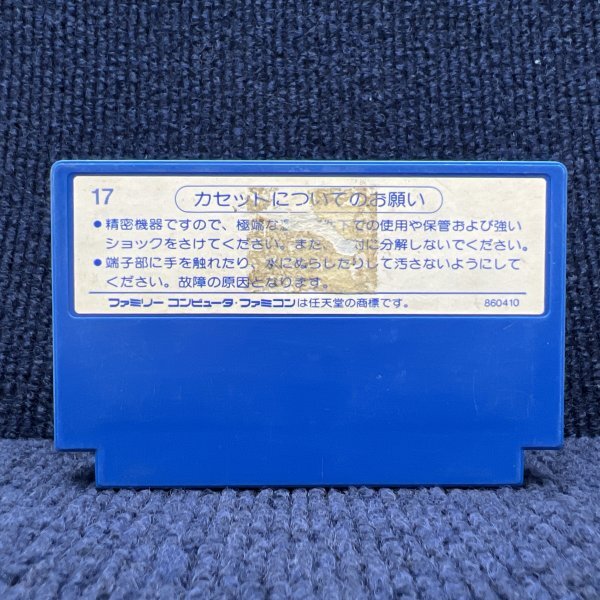 17
カセットについてのお願い
●精密機器ですので、極端な 下での使用や保管および強い
ショックをさけてください。また、 対に分解しないでください。
●端子部に手を触れたり、水にぬらしたりして汚さないようにして
ください。故障の原因となります。
ファミリー コンピュータ・ファミコンは任天堂の商標です。
860410